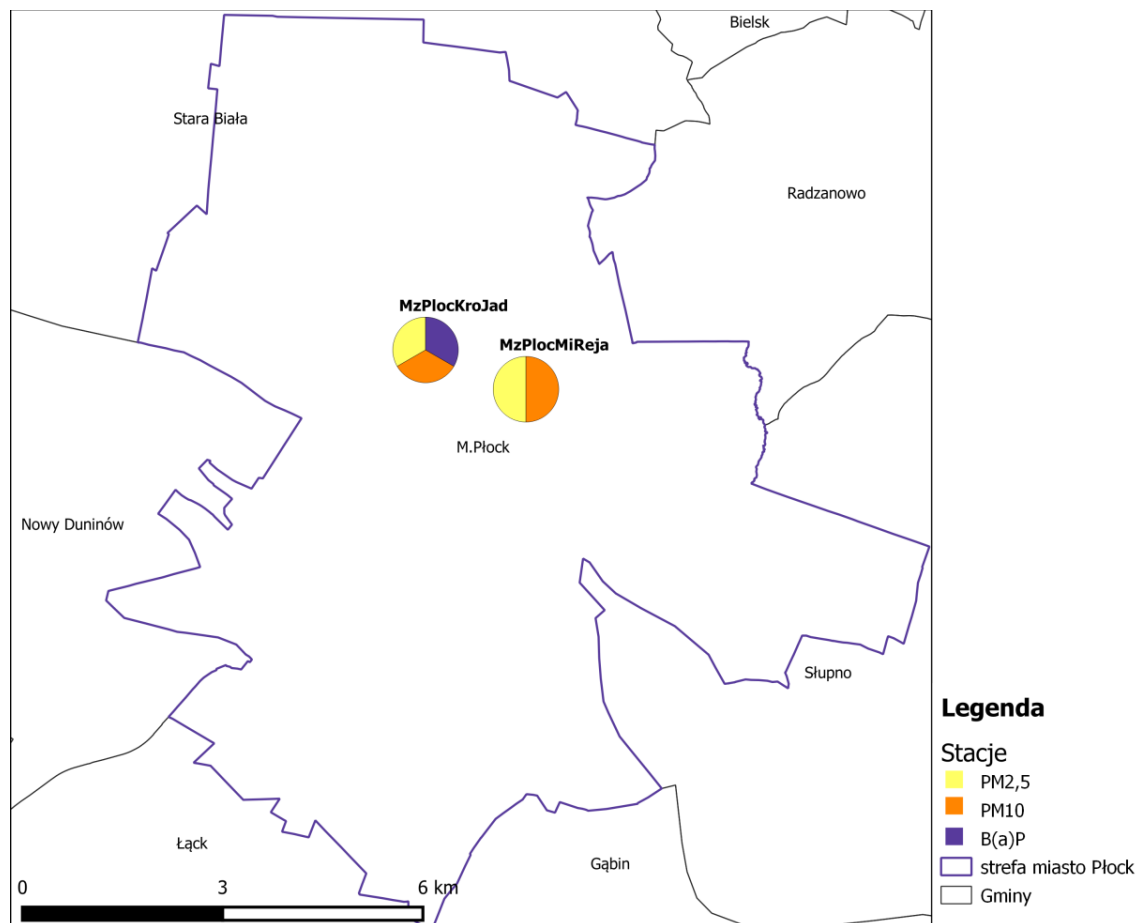 Bielsk
Stara Biała
Radzanowo
MzPlocKroJad
MzPlocMiReja
M.Płock
Nowy Duninów
Słupno
Łąck
Gąbin
0 3 6 km
Legenda
Stacje
PM2,5
PM10
B(a)P
strefa miasto Płock
Gminy